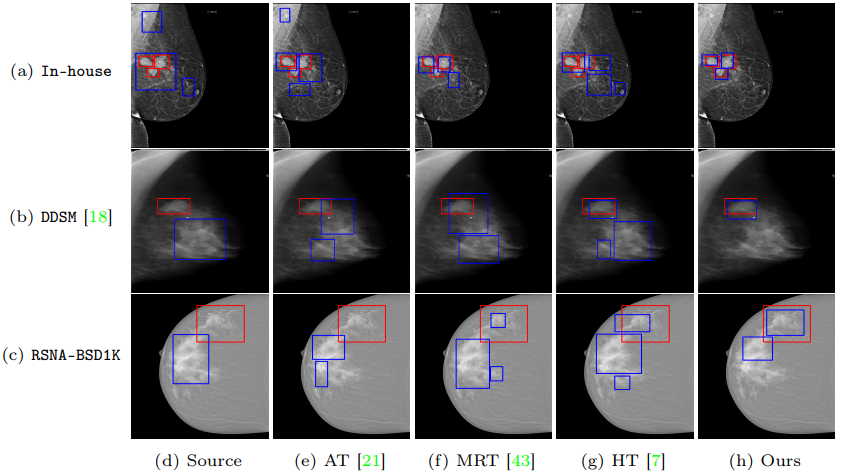 (a) In-house
(b) DDSM [18]
(c) RSNA-BSD1K
(d) Source (e) AT [21] (f) MRT [43] (g) HT [7] (h) Ours